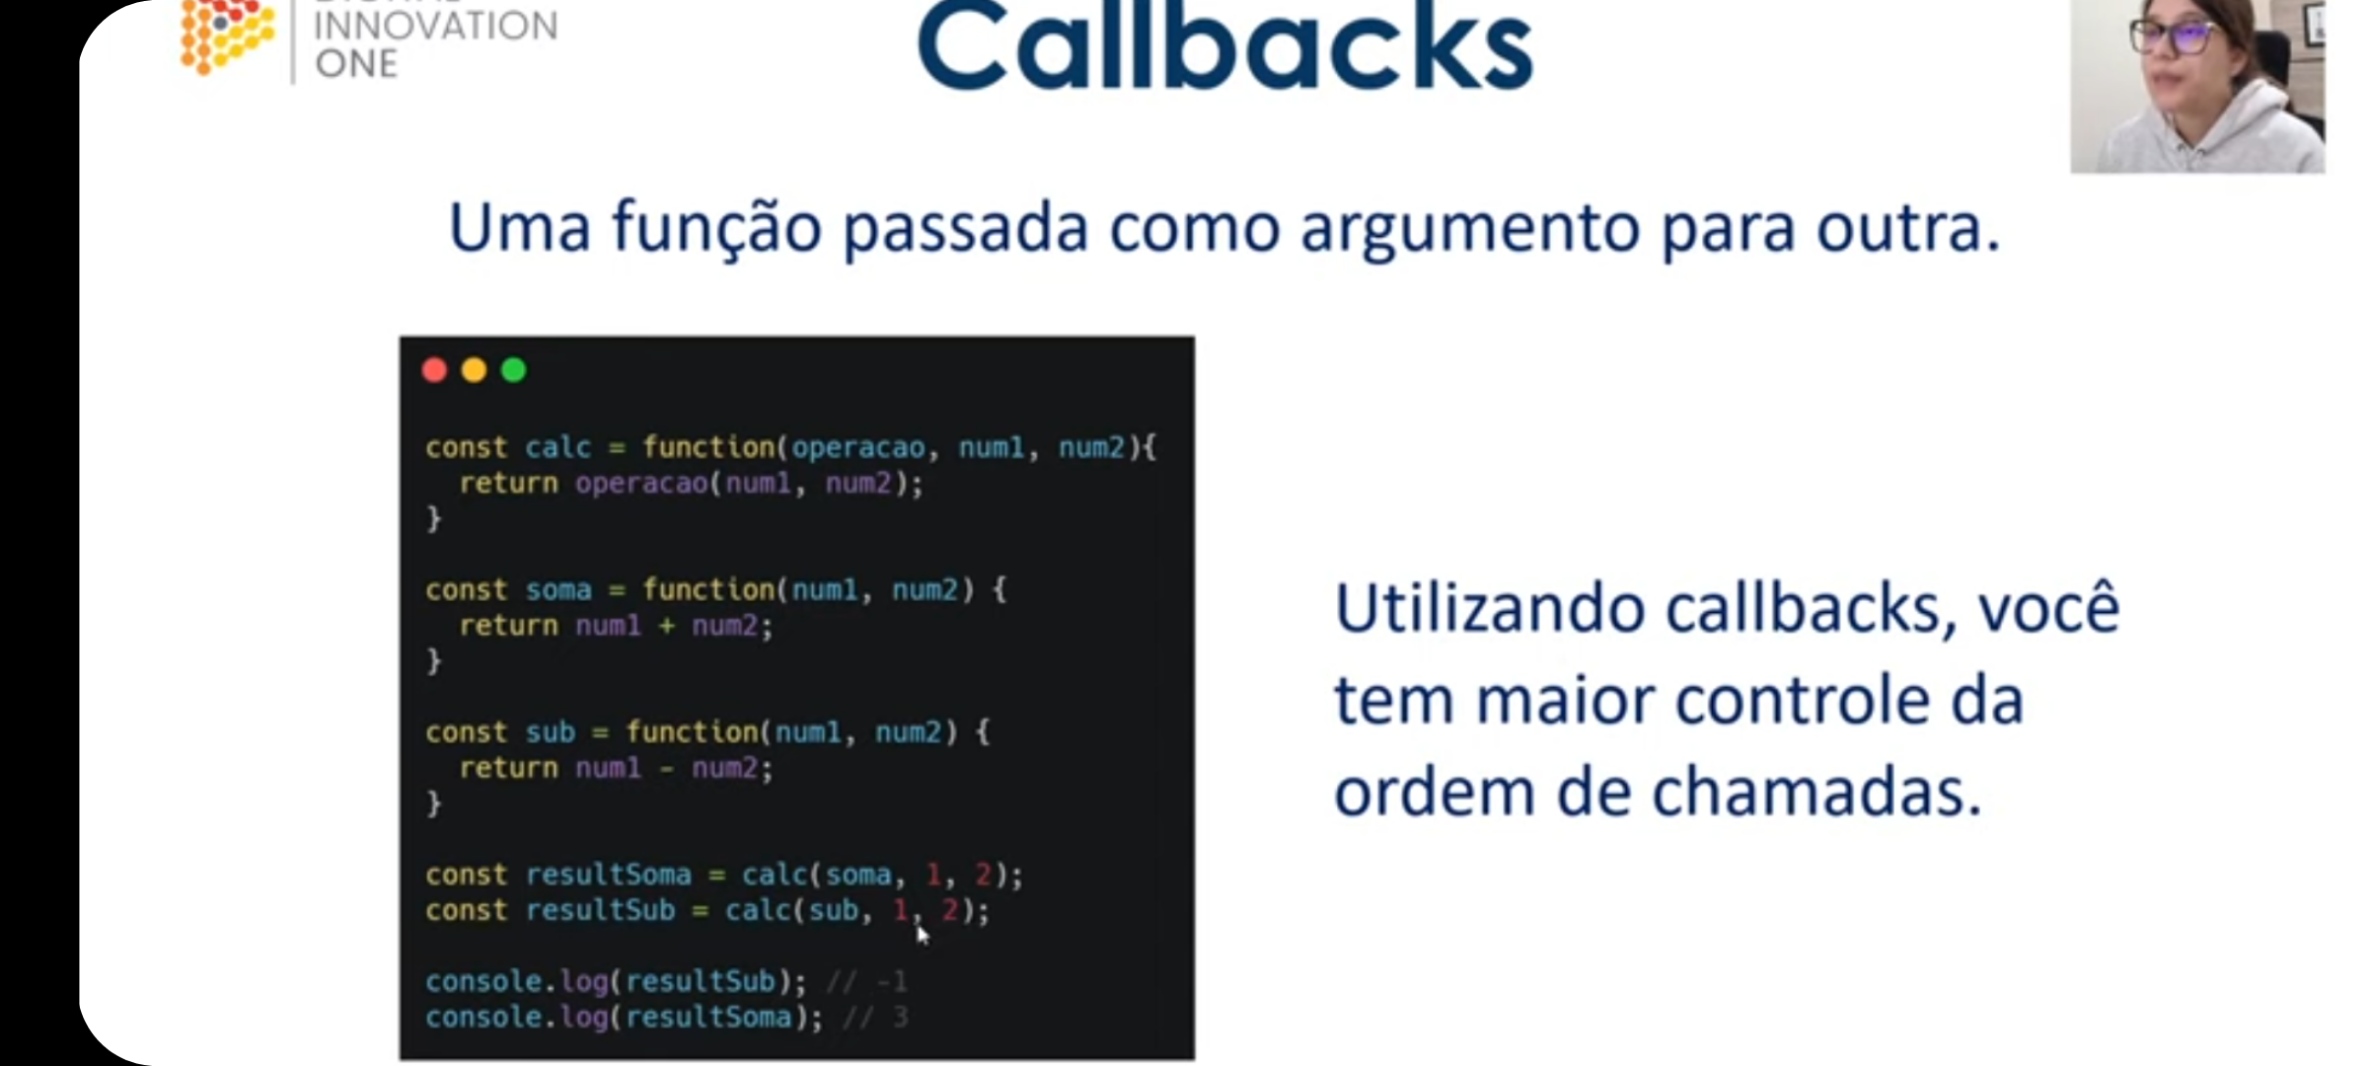 INNOVATION
ONE
Callbacks
Uma função passada como argumento para outra.
const calc = function(operacao, num1, num2){
  return operacao(num1, num2);
}
const soma = function(num1, num2) {
  return num1 + num2;
}
const sub = function(num1, num2) {
  return num1 - num2;
}
const resultSoma = calc(soma, 1, 2);
const resultSub = calc(sub, 1, 2);
console.log(resultSub); // -1
console.log(resultSoma); // 3
Utilizando callbacks, você
tem maior controle da
ordem de chamadas.